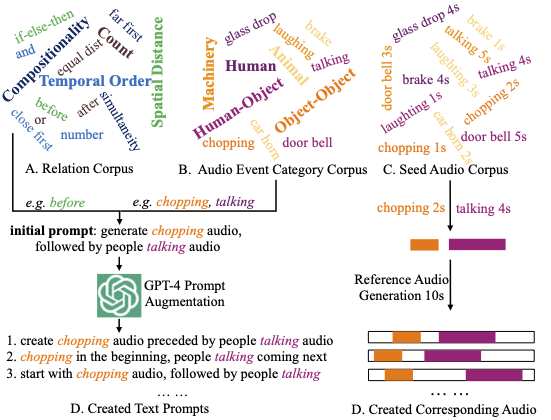 if-else-then
far first
and
Compositionality
Count
equal dist
Temporal Order
Spatial Distance
before
after
simultaneity
or
close first
number
A. Relation Corpus
glass drop
brake
laughing
Machinery
Human
Animal
talking
Human-Object
Object-Object
chopping
car horn
door bell
B. Audio Event Category Corpus
glass drop 4s
brake 1s
talking 5s
door bell 3s
laughting 3s
talking 4s
brake 4s
chopping 2s
laughting 1s
car horn 2s
door bell 5s
chopping 1s
C. Seed Audio Corpus
e.g. before
e.g. chopping, talking
initial prompt: generate chopping audio,
followed by people talking audio
GPT-4 Prompt
Augmentation
1. create chopping audio preceded by people talking audio
2. chopping in the beginning, people talking coming next
3. start with chopping audio, followed by people talking
... ...
D. Created Text Prompts
chopping 2s
talking 4s
Reference Audio
Generation 10s
... ...
D. Created Corresponding Audio